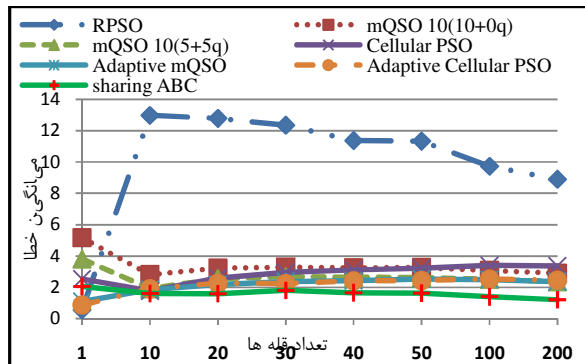 RPSO
mQSO 10(10+0q)
mQSO 10(5+5q)
Cellular PSO
Adaptive mQSO
Adaptive Cellular PSO
sharing ABC
14
12
10
8
6
4
2
0
میانگین خطا
1 10 20 30 40 50 100 200
تعداد قله ها